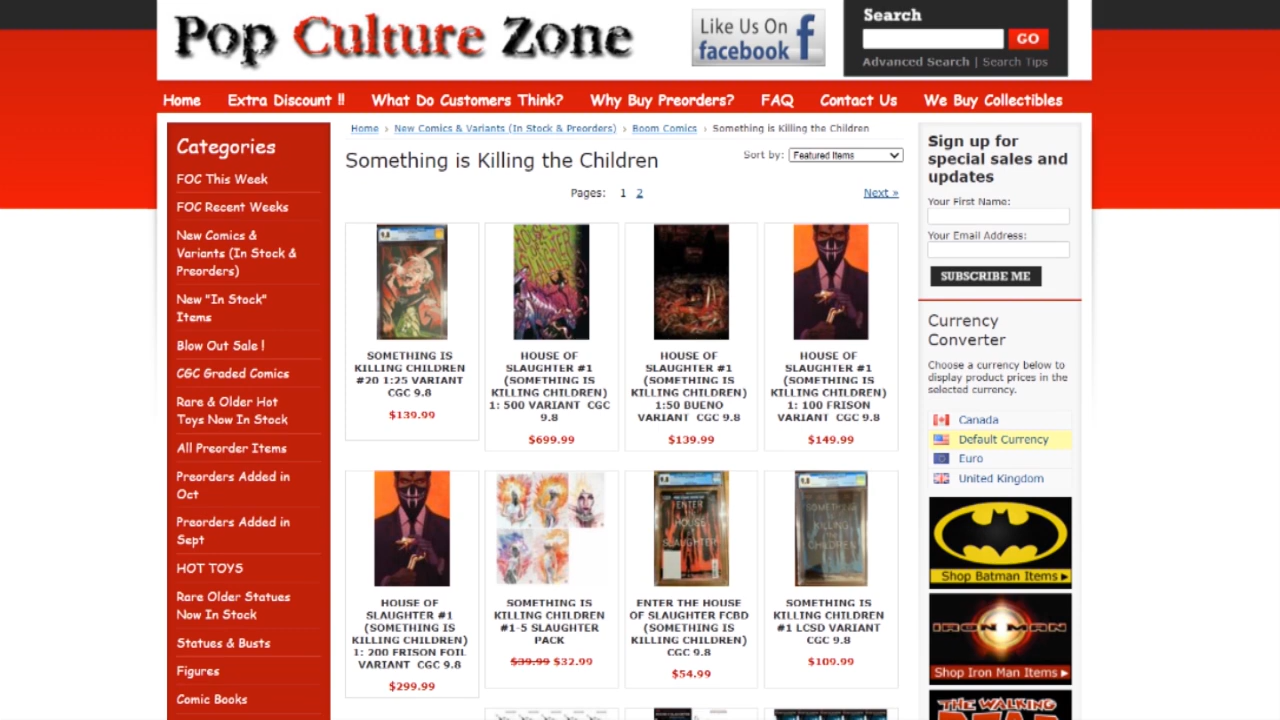 Pop Culture Zone
Like Us On
facebook
Search
GO
Advanced Search | Search Tips
Home
Extra Discount !!
What Do Customers Think?
Why Buy Preorders?
FAQ
Contact Us
We Buy Collectibles
Categories
FOC This Week
FOC Recent Weeks
New Comics &
Variants (In Stock &
Preorders)
New "In Stock"
Items
Blow Out Sale !
CGC Graded Comics
Rare & Older Hot
Toys Now In Stock
All Preorder Items
Preorders Added in
Oct
Preorders Added in
Sept
HOT TOYS
Rare Older Statues
Now In Stock
Statues & Busts
Figures
Comic Books
Home › New Comics & Variants (In Stock & Preorders) › Boom Comics › Something is Killing the Children
Something is Killing the Children
Sort by: Featured Items
Pages: 1 2
Next »
SOMETHING IS
KILLING CHILDREN
#20 1:25 VARIANT
CGC 9.8
$139.99
HOUSE OF
SLAUGHTER #1
(SOMETHING IS
KILLING CHILDREN)
1: 500 VARIANT CGC
9.8
$699.99
HOUSE OF
SLAUGHTER #1
(SOMETHING IS
KILLING CHILDREN)
1:50 BUENO
VARIANT CGC 9.8
$139.99
HOUSE OF
SLAUGHTER #1
(SOMETHING IS
KILLING CHILDREN)
1: 100 FRISON
VARIANT CGC 9.8
$149.99
HOUSE OF
SLAUGHTER #1
(SOMETHING IS
KILLING CHILDREN)
1: 200 FRISON FOIL
VARIANT CGC 9.8
$299.99
SOMETHING IS
KILLING CHILDREN
#1-5 SLAUGHTER
PACK
$39.99 $32.99
9.8
ENTER THE
HOUSE
OF
SLAUGHTER
ENTER THE HOUSE
OF SLAUGHTER FCBD
(SOMETHING IS
KILLING CHILDREN)
CGC 9.8
$54.99
9.8
SOMETHING
IS
KILLING
THE
CHILDREN
SOMETHING IS
KILLING CHILDREN
#1 LCSD VARIANT
CGC 9.8
$109.99
Sign up for
special sales and
updates
Your First Name:
Your Email Address:
SUBSCRIBE ME
Currency
Converter
Choose a currency below to
display product prices in the
selected currency.
Canada
Default Currency
Euro
United Kingdom
Shop Batman Items
IRON MAN
Shop Iron Man Items
THE WALKING
DEAD